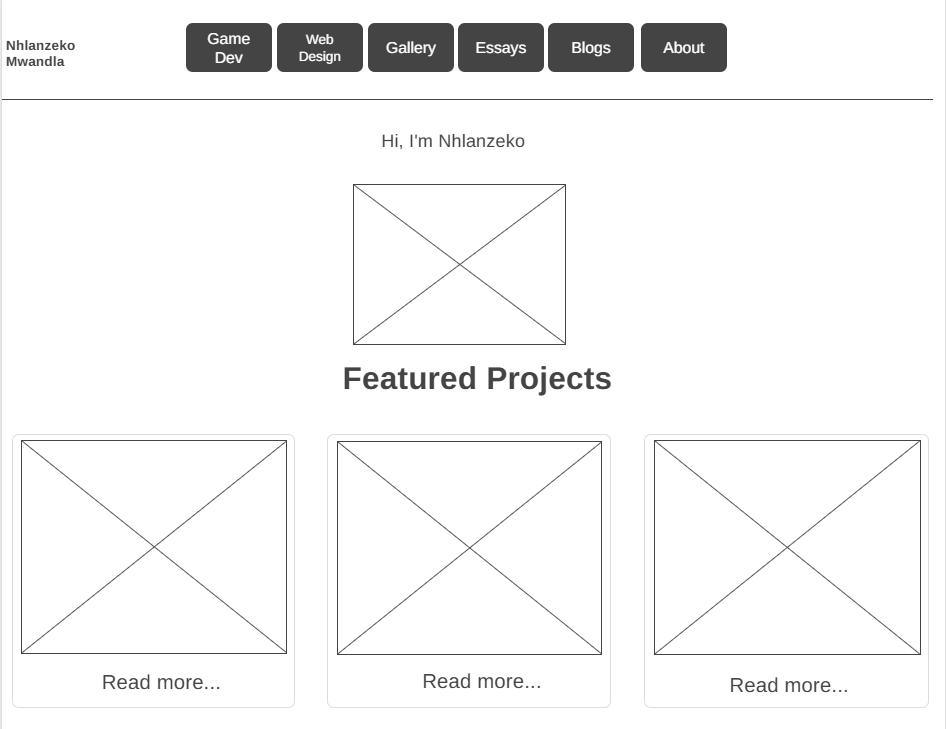 Nhlanzeko
Mwandla
Game
Dev
Web
Design
Gallery
Essays
Blogs
About
Hi, I'm Nhlanzeko
Featured Projects
Read more...
Read more...
Read more...